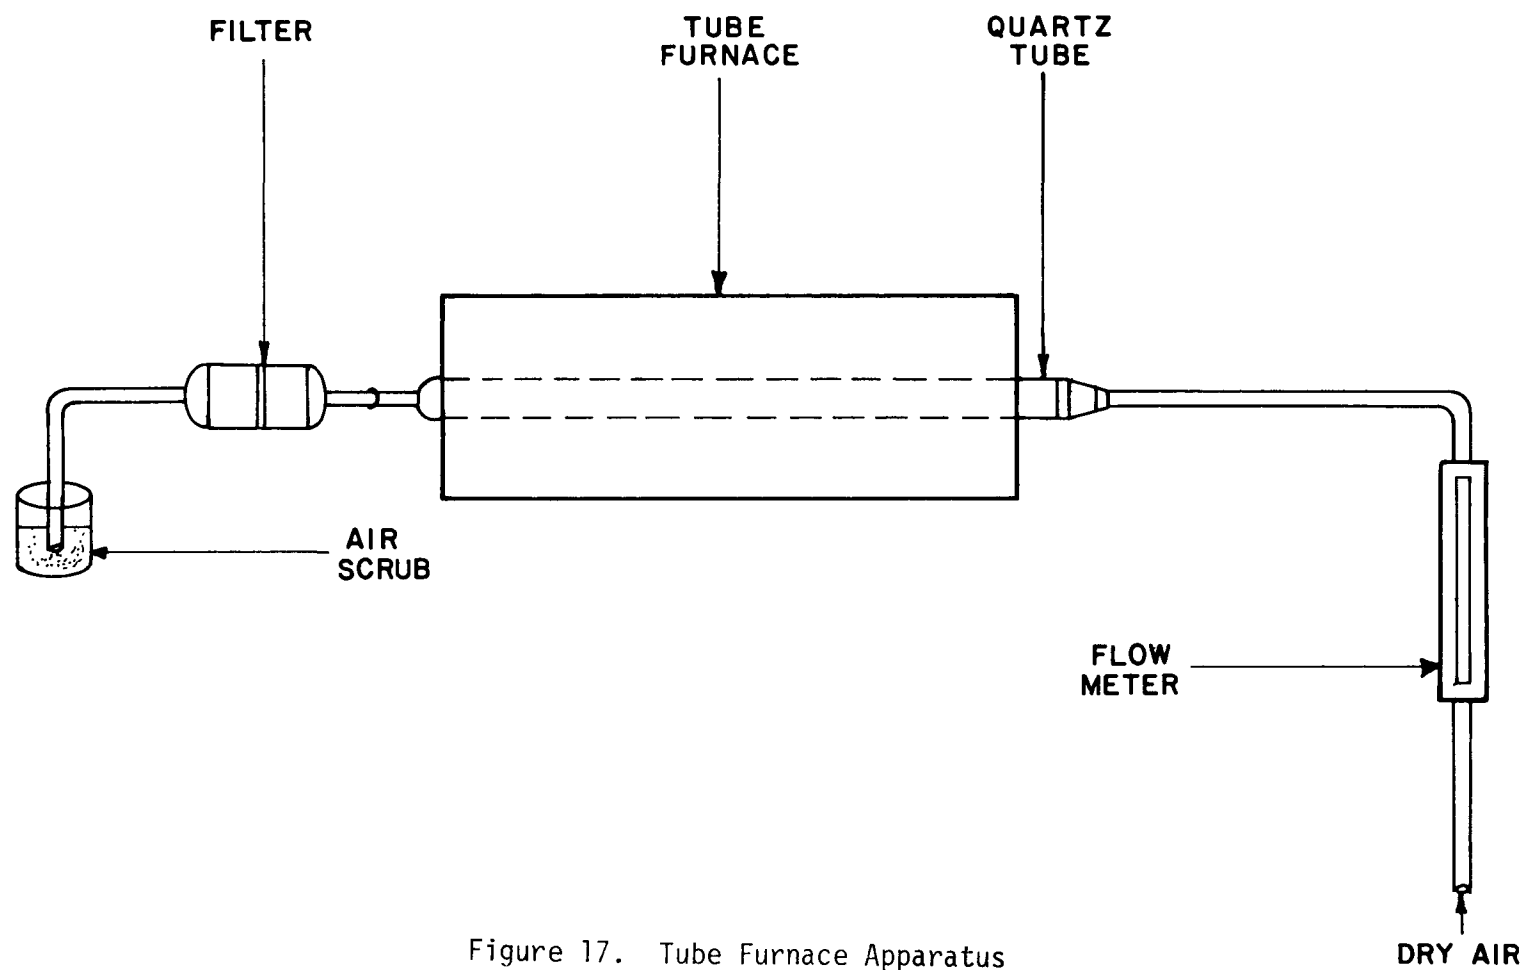 FILTER
TUBE
FURNACE
QUARTZ
TUBE
AIR
SCRUB
FLOW
METER
DRY AIR
Figure 17. Tube Furnace Apparatus